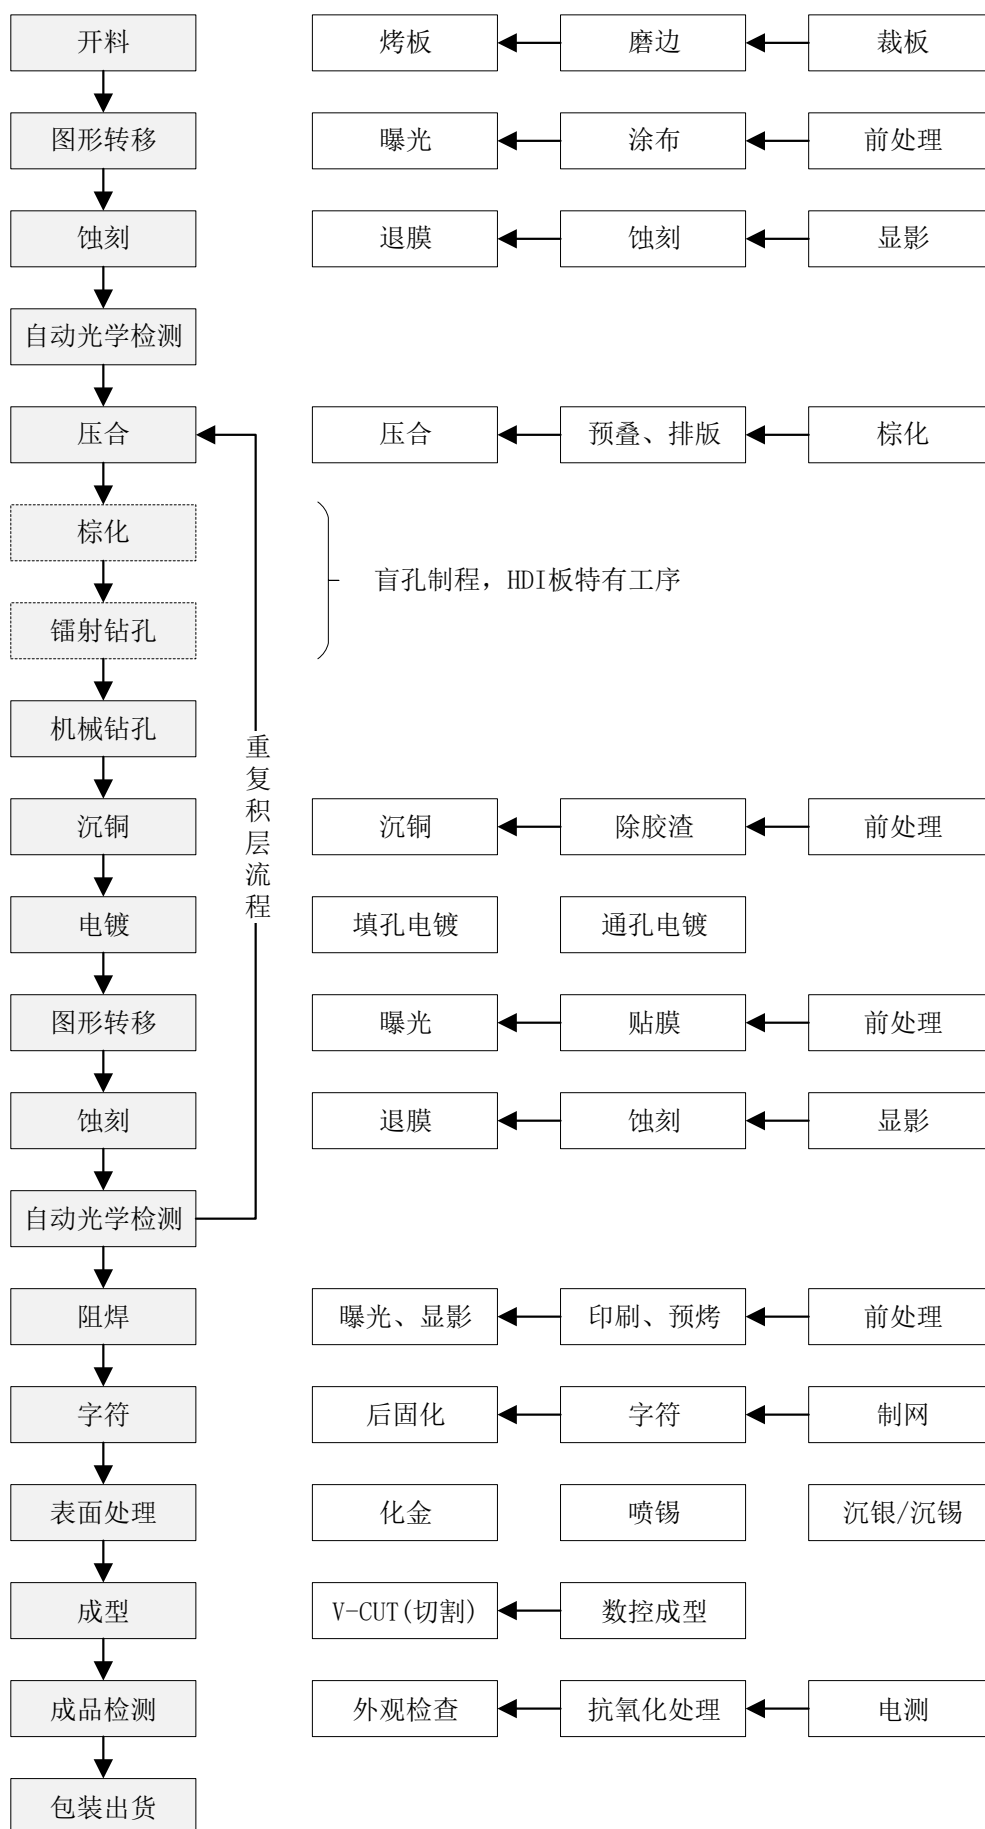 开料
烤板
磨边
裁板
图形转移
曝光
涂布
前处理
蚀刻
退膜
蚀刻
显影
自动光学检测
压合
压合
预叠、排版
棕化
棕化
盲孔制程，HDI板特有工序
镭射钻孔
机械钻孔
重复积层流程
沉铜
沉铜
除胶渣
前处理
电镀
填孔电镀
通孔电镀
图形转移
曝光
贴膜
前处理
蚀刻
退膜
蚀刻
显影
自动光学检测
阻焊
曝光、显影
印刷、预烤
前处理
字符
后固化
字符
制网
表面处理
化金
喷锡
沉银/沉锡
成型
V-CUT(切割)
数控成型
成品检测
外观检查
抗氧化处理
电测
包装出货